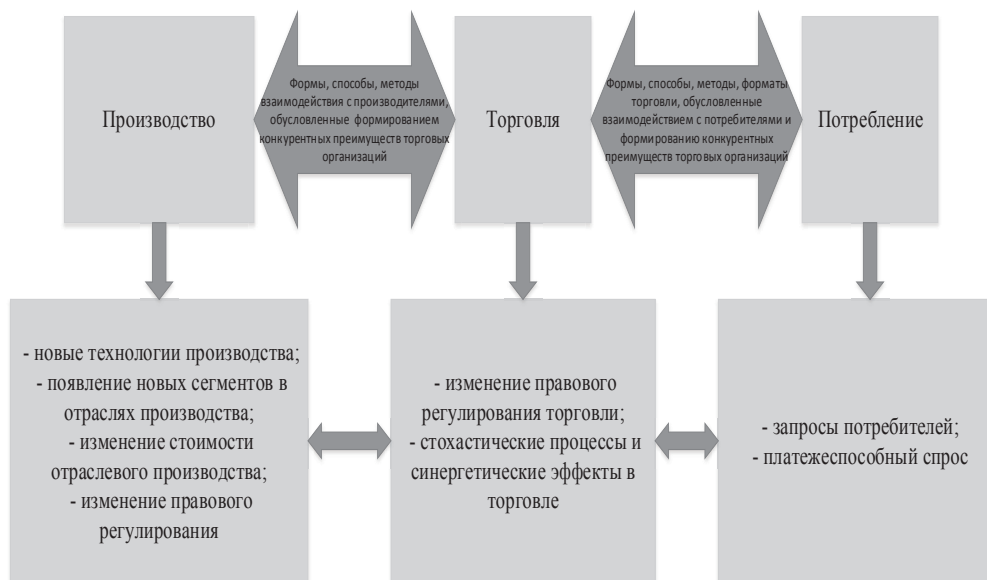 Производство
Формы, способы, методы
взаимодействия с производителями,
обусловленные формированием
конкурентных преимуществ торговых
организаций
Торговля
Формы, способы, методы, форматы
торговли, обусловленные
взаимодействием с потребителями и
формированию конкурентных
преимуществ торговых организаций
Потребление
- новые технологии производства;
- появление новых сегментов в
отраслях производства;
- изменение стоимости
отраслевого производства;
- изменение правового
регулирования
- изменение правового
регулирования торговли;
- стохастические процессы и
синергетические эффекты в
торговле
- запросы потребителей;
- платежеспособный спрос